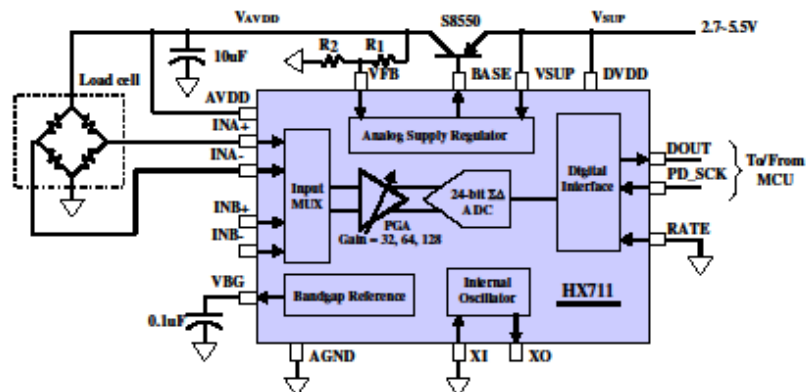 VAVDD
S8550
VSUP
2.7~5.5V
R2
R1
10uF
VFB
BASE
VSUP
DVDD
Load cell
AVDD
INA+
INA-
INB+
INB-
VBG
0.1uF
Analog Supply Regulator
Input
MUX
PGA
Gain = 32, 64, 128
24-bit ΣΔ
ADC
Digital
Interface
DOUT
PD_SCK
To/From
MCU
RATE
Bandgap Reference
Internal
Oscillator
HX711
AGND
XI
XO